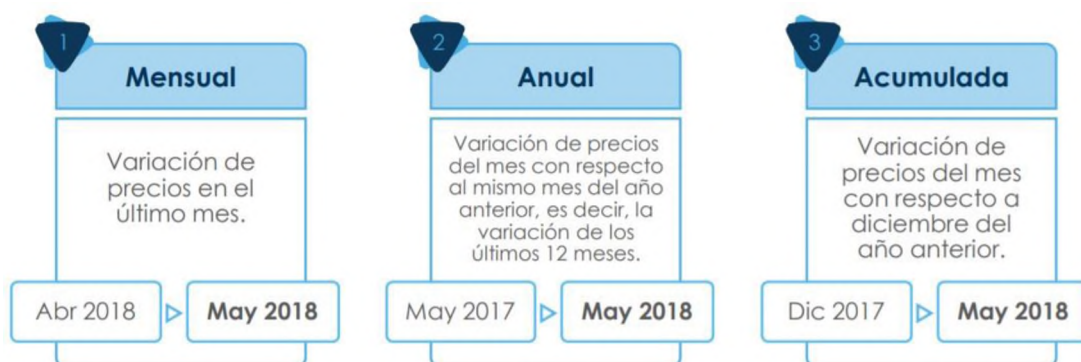 1
Mensual
Variación de
precios en el
último mes.
Abr 2018
May 2018
2
Anual
Variación de precios
del mes con respecto
al mismo mes del año
anterior, es decir, la
variación de los
últimos 12 meses.
May 2017
May 2018
3
Acumulada
Variación de
precios del mes
con respecto a
diciembre del
año anterior.
Dic 2017
May 2018